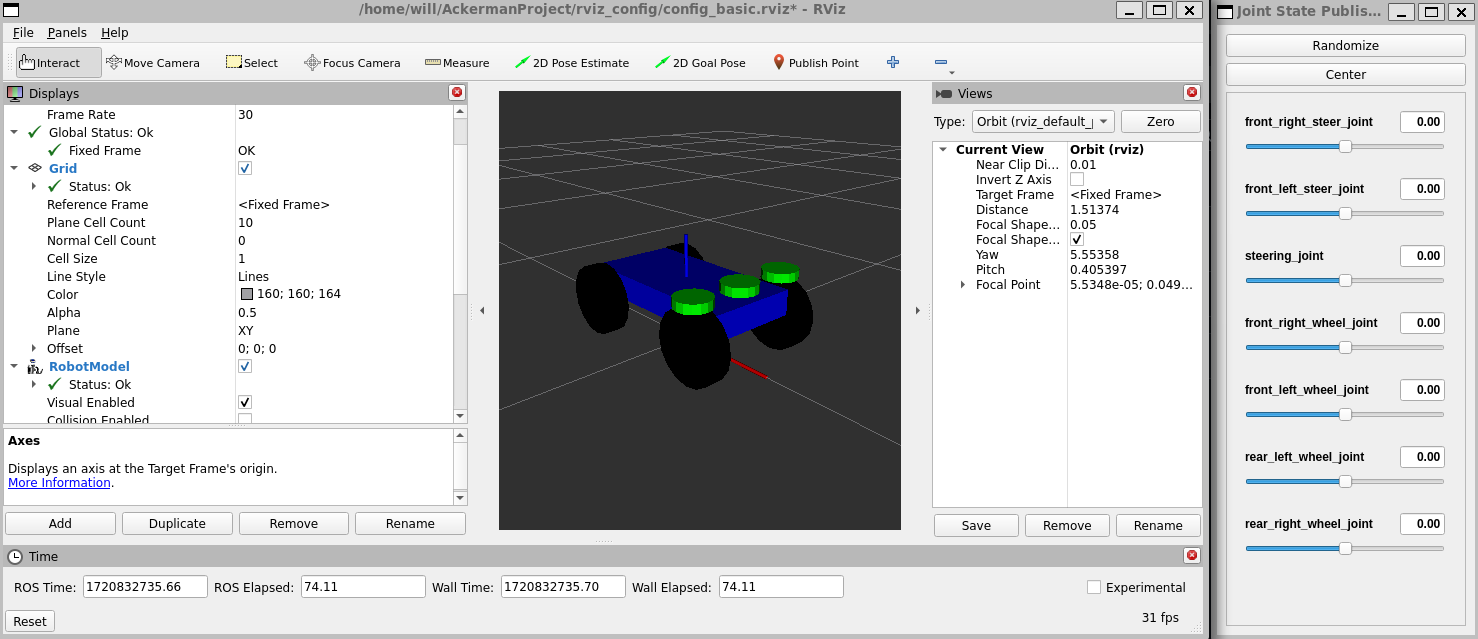 /home/will/AckermanProject/rviz_config/config_basic.rviz* - RViz
File Panels Help
Interact Move Camera Select Focus Camera Measure 2D Pose Estimate 2D Goal Pose Publish Point
Displays
Frame Rate 30
Global Status: Ok
Fixed Frame OK
Grid
Status: Ok
Reference Frame <Fixed Frame>
Plane Cell Count 10
Normal Cell Count 0
Cell Size 1
Line Style Lines
Color 160; 160; 164
Alpha 0.5
Plane XY
Offset 0; 0; 0
RobotModel
Status: Ok
Visual Enabled
Collision Enabled
Axes
Displays an axis at the Target Frame's origin.
More Information.
Add Duplicate Remove Rename
Views
Type: Orbit (rviz_default_ Zero
Current View Orbit (rviz)
Near Clip Di... 0.01
Invert Z Axis
Target Frame <Fixed Frame>
Distance 1.51374
Focal Shape... 0.05
Focal Shape...
Yaw 5.55358
Pitch 0.405397
Focal Point 5.5348e-05; 0.049...
Save Remove Rename
Time
ROS Time: 1720832735.66 ROS Elapsed: 74.11 Wall Time: 1720832735.70 Wall Elapsed: 74.11 Experimental
Reset 31 fps
Joint State Publis...
Randomize
Center
front_right_steer_joint 0.00
front_left_steer_joint 0.00
steering_joint 0.00
front_right_wheel_joint 0.00
front_left_wheel_joint 0.00
rear_left_wheel_joint 0.00
rear_right_wheel_joint 0.00